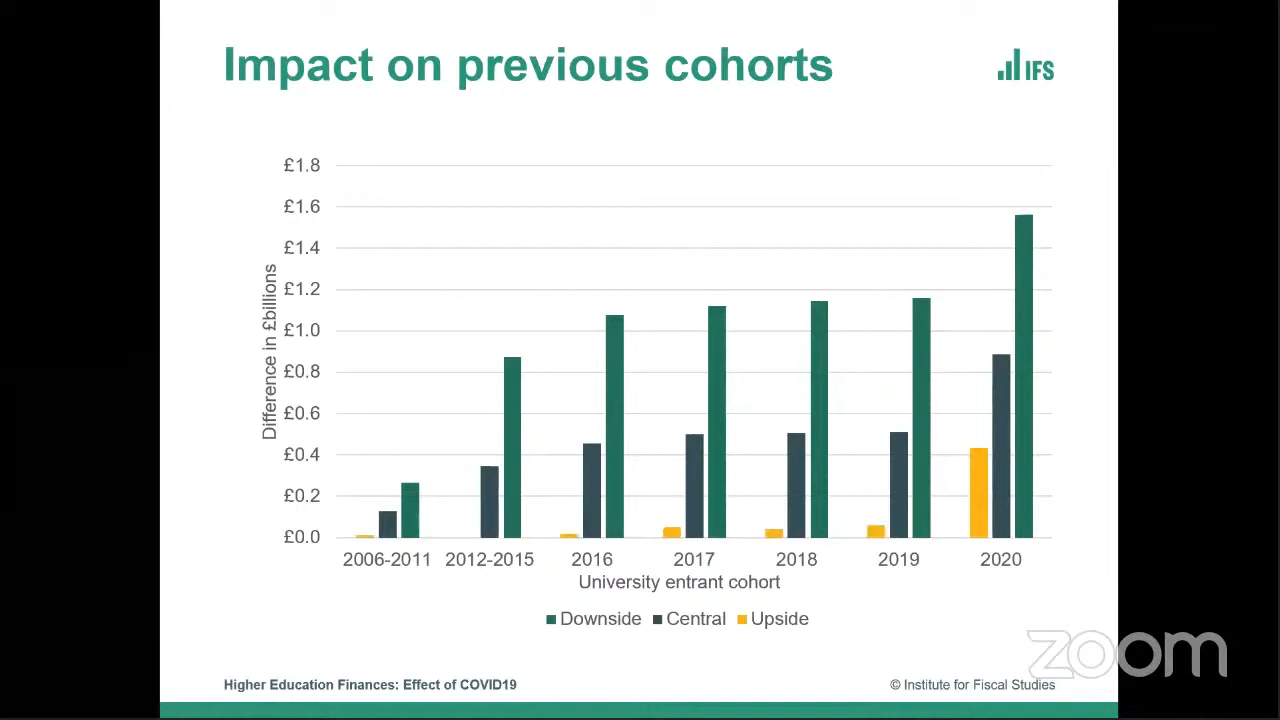 Impact on previous cohorts
IFS
£1.8
£1.6
£1.4
£1.2
£1.0
£0.8
£0.6
£0.4
£0.2
£0.0
Difference in £billions
2006-2011 2012-2015 2016 2017 2018 2019 2020
University entrant cohort
Downside Central Upside
zoom
Higher Education Finances: Effect of COVID19
© Institute for Fiscal Studies